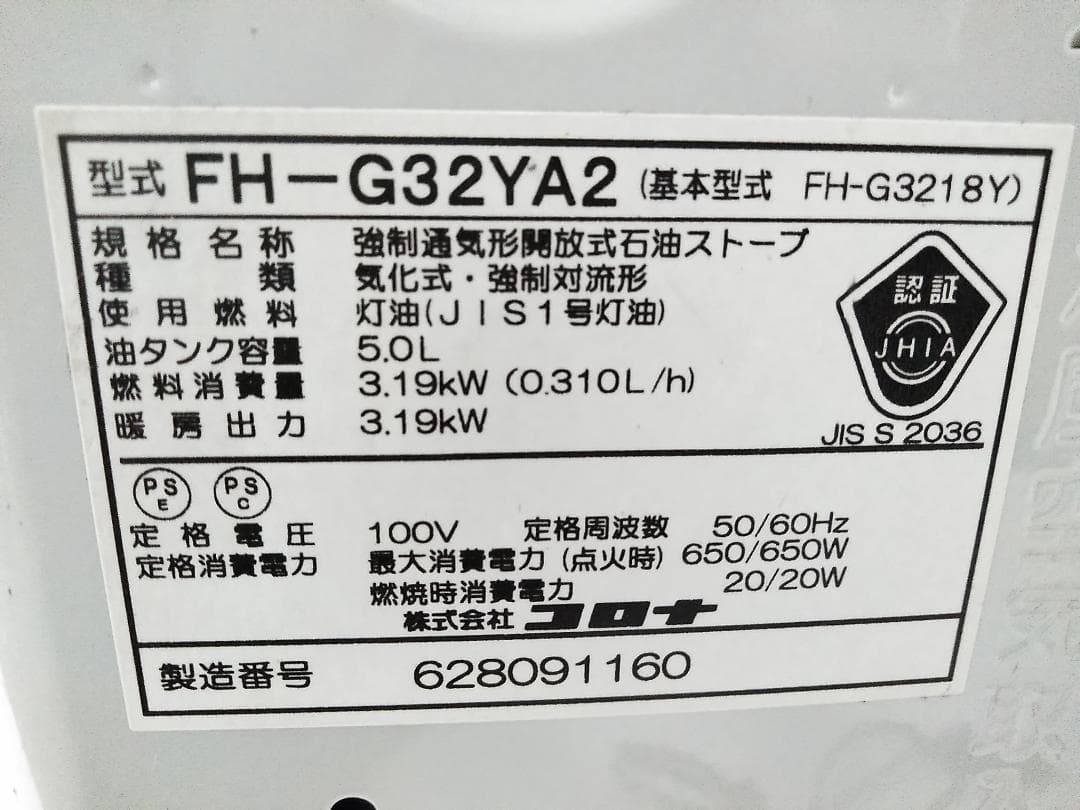 型式 FH-G32YA2 (基本型式 FH-G3218Y)
規格名称 強制通気形開放式石油ストーブ
種類 気化式・強制対流形
使用燃料 灯油(JIS1号灯油)
油タンク容量 5.0L
燃料消費量 3.19kW (0.310L/h)
暖房出力 3.19kW
認証
JHIA
JIS S 2036
PS E PS C
定格電圧 100V 定格周波数 50/60Hz
定格消費電力 最大消費電力(点火時) 650/650W
燃焼時消費電力 20/20W
株式会社 コロナ
製造番号 628091160